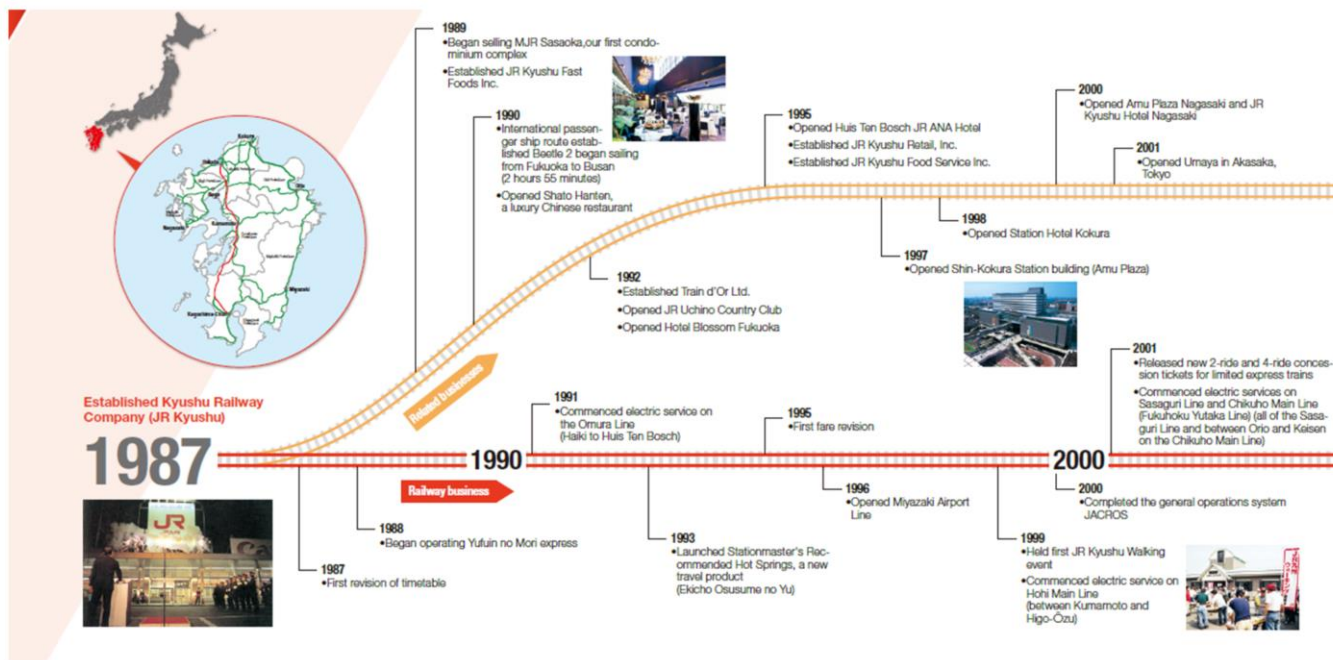 1989
•Began selling MJR Sasaoka,our first condo-
minium complex
•Established JR Kyushu Fast
Foods Inc.
1990
•International passen-
ger ship route estab-
lished Beetle 2 began sailing
from Fukuoka to Busan
(2 hours 55 minutes)
•Opened Shato Hanten,
a luxury Chinese restaurant
1992
•Established Train d'Or Ltd.
•Opened JR Uchino Country Club
•Opened Hotel Blossom Fukuoka
1995
•Opened Huis Ten Bosch JR ANA Hotel
•Established JR Kyushu Retail, Inc.
•Established JR Kyushu Food Service Inc.
1997
•Opened Shin-Kokura Station building (Amu Plaza)
1998
•Opened Station Hotel Kokura
2000
•Opened Amu Plaza Nagasaki and JR
Kyushu Hotel Nagasaki
2001
•Opened Umaya in Akasaka,
Tokyo
Kokura
Kumamoto
Nagasaki
Miyazaki
Kagoshima-Chuo
Related businesses
Established Kyushu Railway
Company (JR Kyushu)
1987
1990
2000
Railway business
JR
1987
•First revision of timetable
1988
•Began operating Yufuin no Mori express
1991
•Commenced electric service on
the Omura Line
(Haiki to Huis Ten Bosch)
1993
•Launched Stationmaster's Rec-
ommended Hot Springs, a new
travel product
(Ekicho Osusume no Yu)
1995
•First fare revision
1996
•Opened Miyazaki Airport
Line
1999
•Held first JR Kyushu Walking
event
•Commenced electric service on
Hohi Main Line
(between Kumamoto and
Higo-Ōzu)
2000
•Completed the general operations system
JACROS
2001
•Released new 2-ride and 4-ride conces-
sion tickets for limited express trains
•Commenced electric services on
Sasaguri Line and Chikuho Main Line
(Fukuhoku Yutaka Line) (all of the Sasa-
guri Line and between Orio and Keisen
on the Chikuho Main Line)